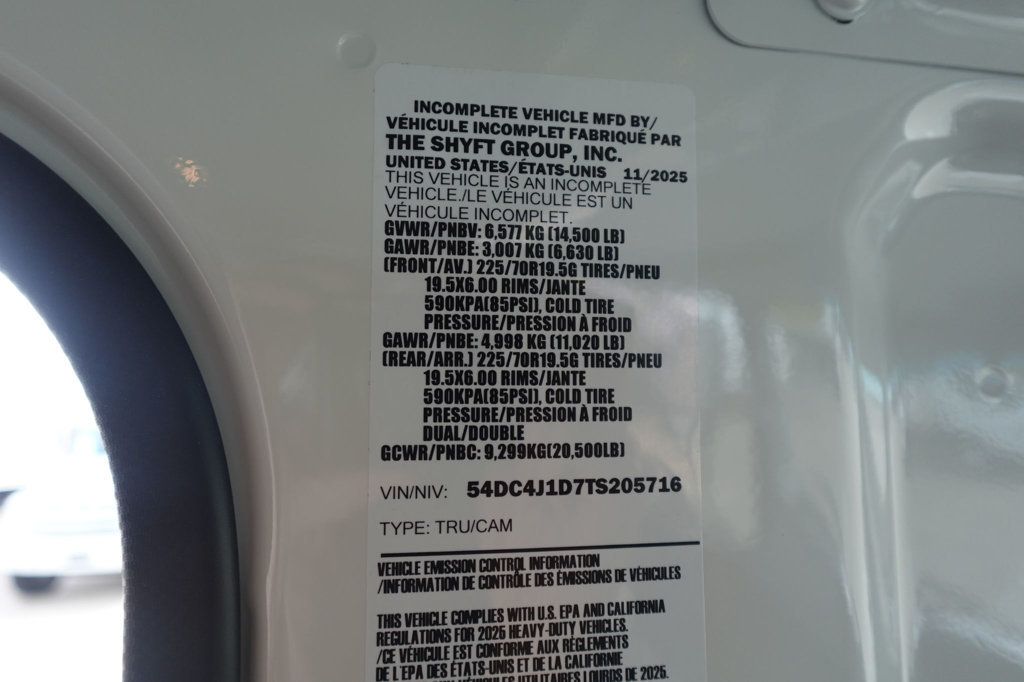 INCOMPLETE VEHICLE MFD BY/
VÉHICULE INCOMPLET FABRIQUÉ PAR
THE SHYFT GROUP, INC.
UNITED STATES/ÉTATS-UNIS 11/2025
THIS VEHICLE IS AN INCOMPLETE
VEHICLE./LE VÉHICULE EST UN
VÉHICULE INCOMPLET.
GVWR/PNBV: 6,577 KG (14,500 LB)
GAWR/PNBE: 3,007 KG (6,630 LB)
(FRONT/AV.) 225/70R19.5G TIRES/PNEU
19.5X6.00 RIMS/JANTE
590KPA(85PSI), COLD TIRE
PRESSURE/PRESSION À FROID
GAWR/PNBE: 4,998 KG (11,020 LB)
(REAR/ARR.) 225/70R19.5G TIRES/PNEU
19.5X6.00 RIMS/JANTE
590KPA(85PSI), COLD TIRE
PRESSURE/PRESSION À FROID
DUAL/DOUBLE
GCWR/PNBC: 9,299KG(20,500LB)
VIN/NIV: 54DC4J1D7TS205716
TYPE: TRU/CAM
VEHICLE EMISSION CONTROL INFORMATION
/INFORMATION DE CONTRÔLE DES ÉMISSIONS DE VÉHICULES
THIS VEHICLE COMPLIES WITH U.S. EPA AND CALIFORNIA
REGULATIONS FOR 2025 HEAVY-DUTY VEHICLES.
/CE VÉHICULE EST CONFORME AUX RÈGLEMENTS
DE L'EPA DES ÉTATS-UNIS ET DE LA CALIFORNIE
VÉHICULES UTILITAIRES LOURDS DE 2025.